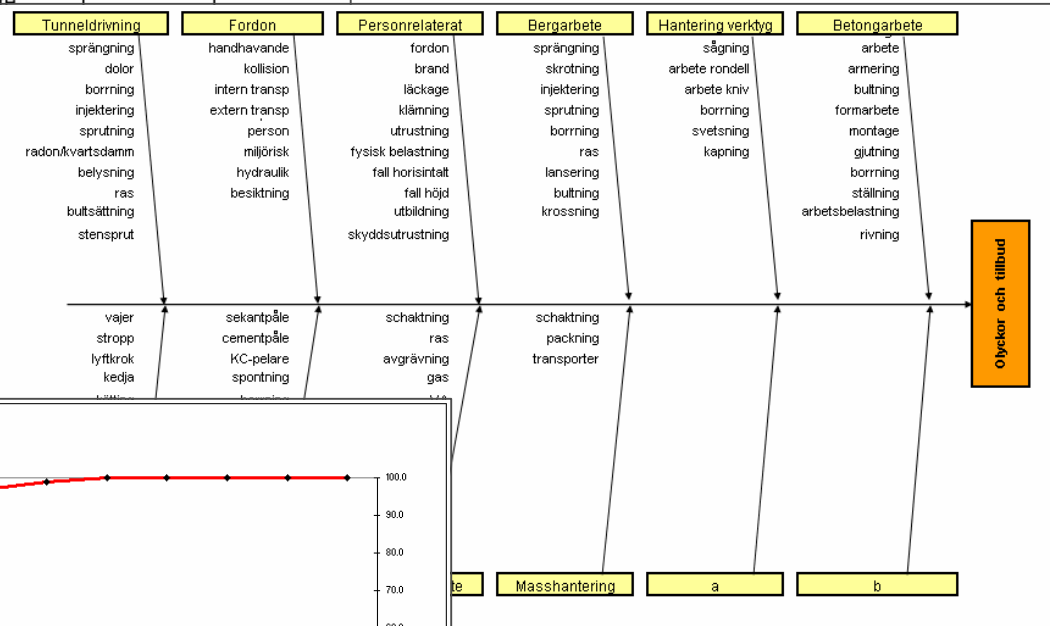 Tunneldrivning
sprängning
dolor
borrning
injektering
sprutning
radon/kvartsdamm
belysning
ras
bultsättning
stensprut
Fordon
handhavande
kollision
intern transp
extern transp
person
miljörisk
hydraulik
besiktning
Personrelaterat
fordon
brand
läckage
klämning
utrustning
fysisk belastning
fall horisintalt
fall höjd
utbildning
skyddsutrustning
Bergarbete
sprängning
skrotning
injektering
sprutning
borrning
ras
lansering
bultning
krossning
Hantering verktyg
sågning
arbete rondell
arbete kniv
borrning
svetsning
kapning
Betongarbete
arbete
armering
bultning
formarbete
montage
gjutning
borrning
ställning
arbetsbelastning
rivning
Olyckor och tillbud
vajer
stropp
lyftkrok
kedja
sekantpåle
cementpåle
KC-pelare
spontning
schaktning
ras
avgrävning
gas
schaktning
packning
transporter
100.0
90.0
80.0
70.0
te
Masshantering
a
b